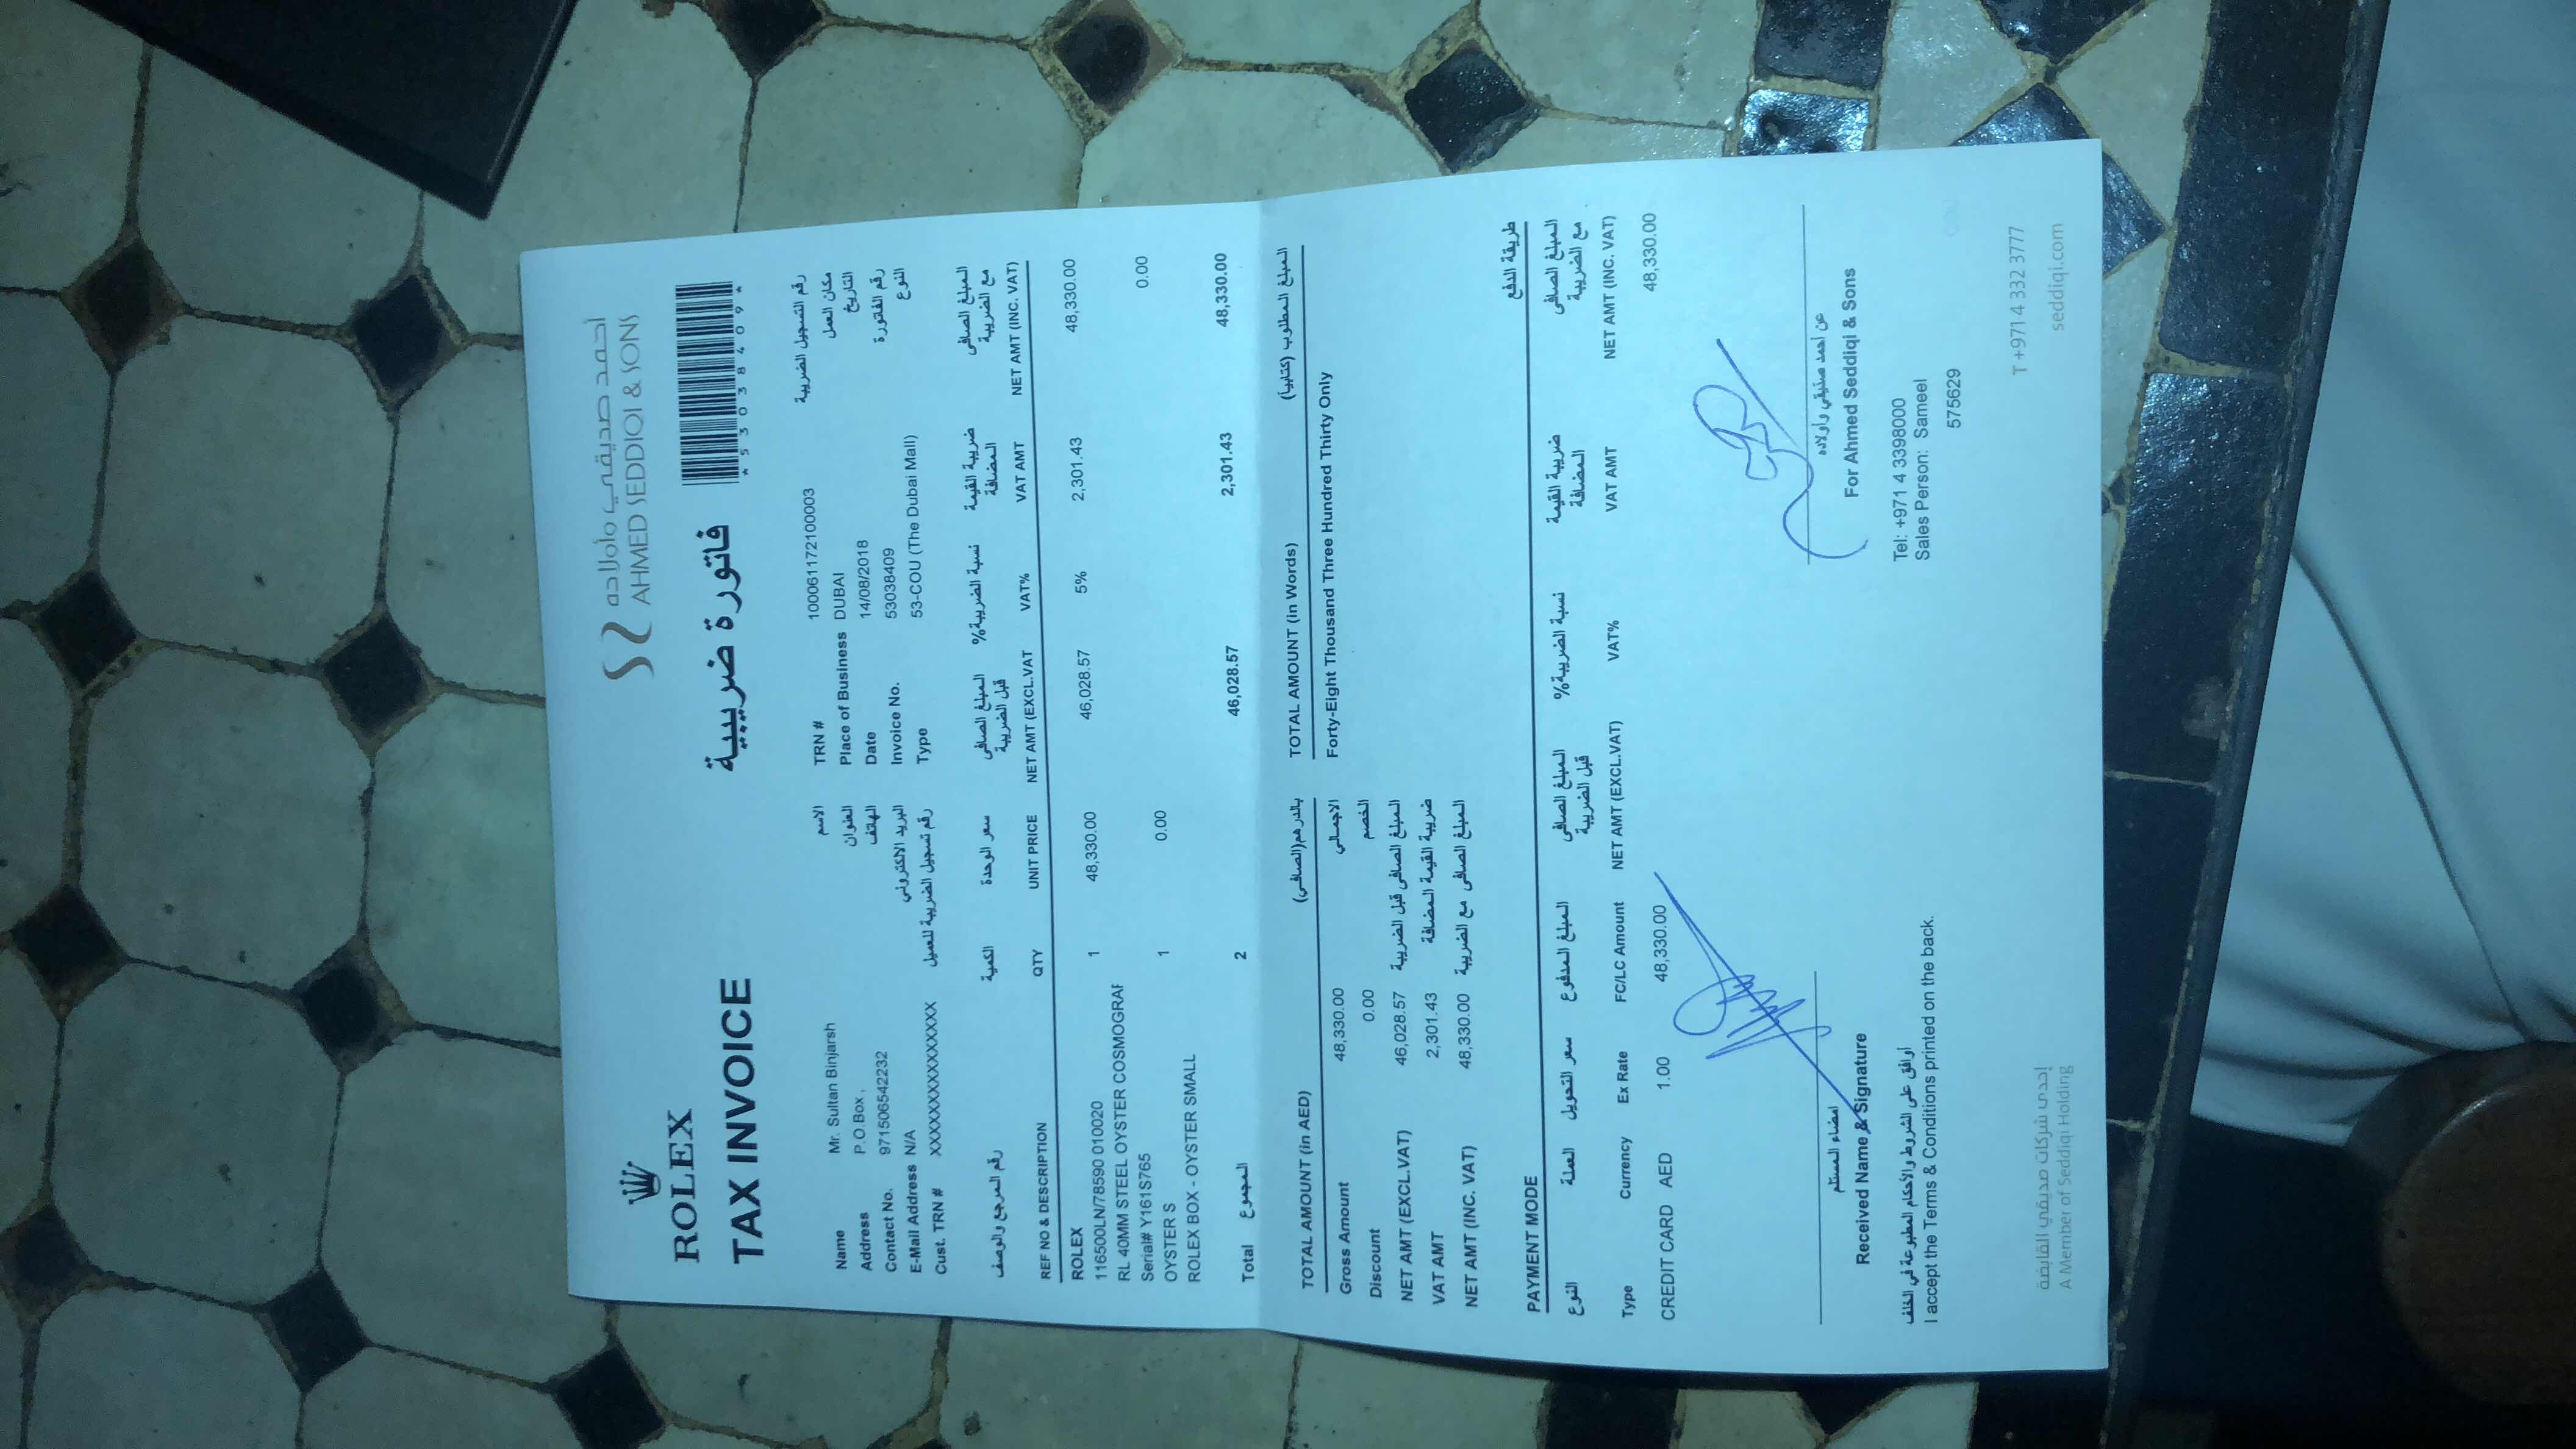 ROLEX
أحمد صديقي وأولاده
AHMED SEDDIQI & SONS
TAX INVOICE
فاتورة ضريبية
*53038409*
Name Mr. Sultan Binjarsh الاسم
Address P.O.Box , العنوان
Contact No. 971506542232 الهاتف
E-Mail Address N/A البريد الالكتروني
Cust. TRN # XXXXXXXXXXXXXXX رقم تسجيل الضريبة للعميل
TRN # 100061172100003 رقم التسجيل الضريبة
Place of Business DUBAI مكان العمل
Date 14/08/2018 التاريخ
Invoice No. 53038409 رقم الفاتورة
Type 53-COU (The Dubai Mall) النوع
رقم المرجع والوصف الكمية سعر الوحدة المبلغ الصافى قبل الضريبة نسبة الضريبة% ضريبة القيمة المضافة المبلغ الصافى مع الضريبة
REF NO & DESCRIPTION QTY UNIT PRICE NET AMT (EXCL.VAT VAT% VAT AMT NET AMT (INC. VAT)
ROLEX
116500LN/78590 010020 1 48,330.00 46,028.57 5% 2,301.43 48,330.00
RL 40MM STEEL OYSTER COSMOGRAF
Serial# Y161S765
OYSTER S 1 0.00 0.00
ROLEX BOX - OYSTER SMALL
Total المجموع 2 46,028.57 2,301.43 48,330.00
TOTAL AMOUNT (in AED) بالدرهم(الصافي)
TOTAL AMOUNT (in Words) المبلغ المطلوب (كتابياً)
Gross Amount 48,330.00 الاجمالي
Forty-Eight Thousand Three Hundred Thirty Only
Discount 0.00 الخصم
NET AMT (EXCL.VAT) 46,028.57 المبلغ الصافى قبل الضريبة
VAT AMT 2,301.43 ضريبة القيمة المضافة
NET AMT (INC. VAT) 48,330.00 المبلغ الصافى مع الضريبة
PAYMENT MODE طريقة الدفع
النوع العملة سعر التحويل المبلغ المدفوع المبلغ الصافى قبل الضريبة نسبة الضريبة% ضريبة القيمة المضافة المبلغ الصافى مع الضريبة
Type Currency Ex Rate FC/LC Amount NET AMT (EXCL.VAT) VAT% VAT AMT NET AMT (INC. VAT)
CREDIT CARD AED 1.00 48,330.00 48,330.00
امضاء المستلم
Received Name & Signature
عن أحمد صديقي وأولاده
For Ahmed Seddiqi & Sons
أوافق على الشروط والأحكام المطبوعة في الخلف
I accept the Terms & Conditions printed on the back.
Tel: +971 4 3398000
Sales Person: Sameel
575629
إحدى شركات صديقي القابضة
A Member of Seddiqi Holding
T +971 4 332 3777
seddiqi.com